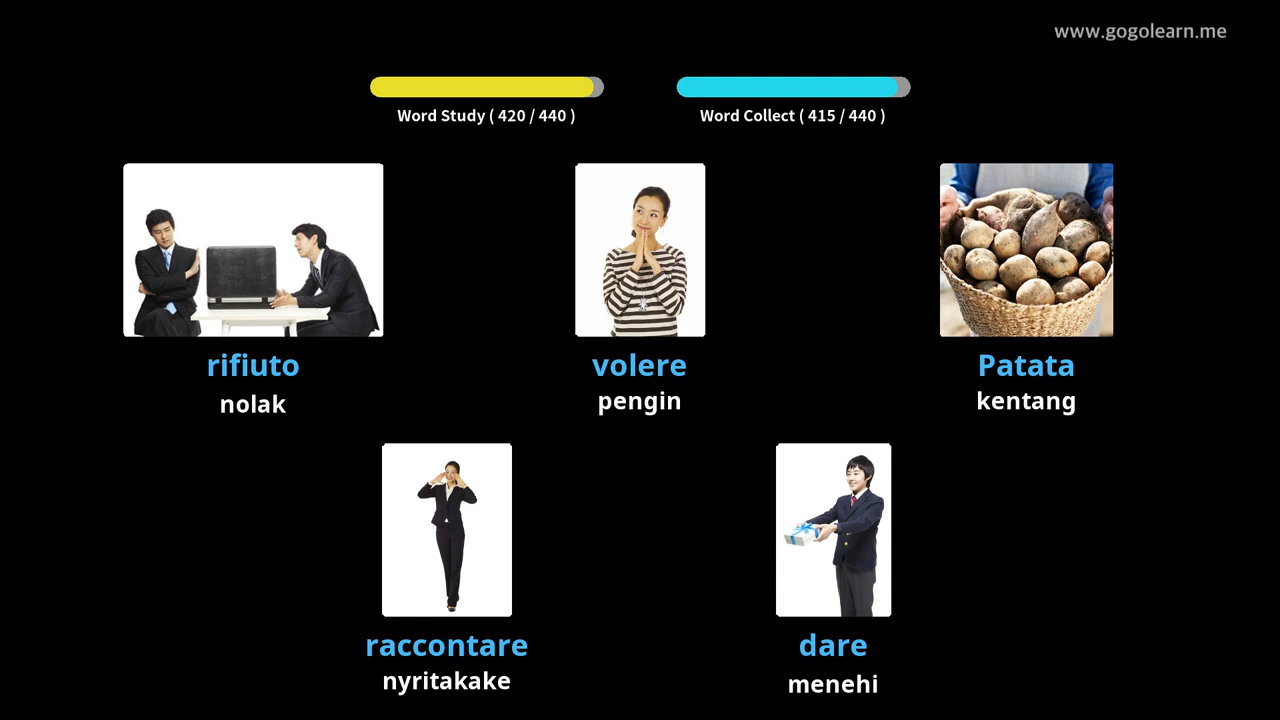 www.gogolearn.me
Word Study ( 420 / 440 )
Word Collect ( 415 / 440 )
rifiuto
nolak
volere
pengin
Patata
kentang
raccontare
nyritakake
dare
menehi